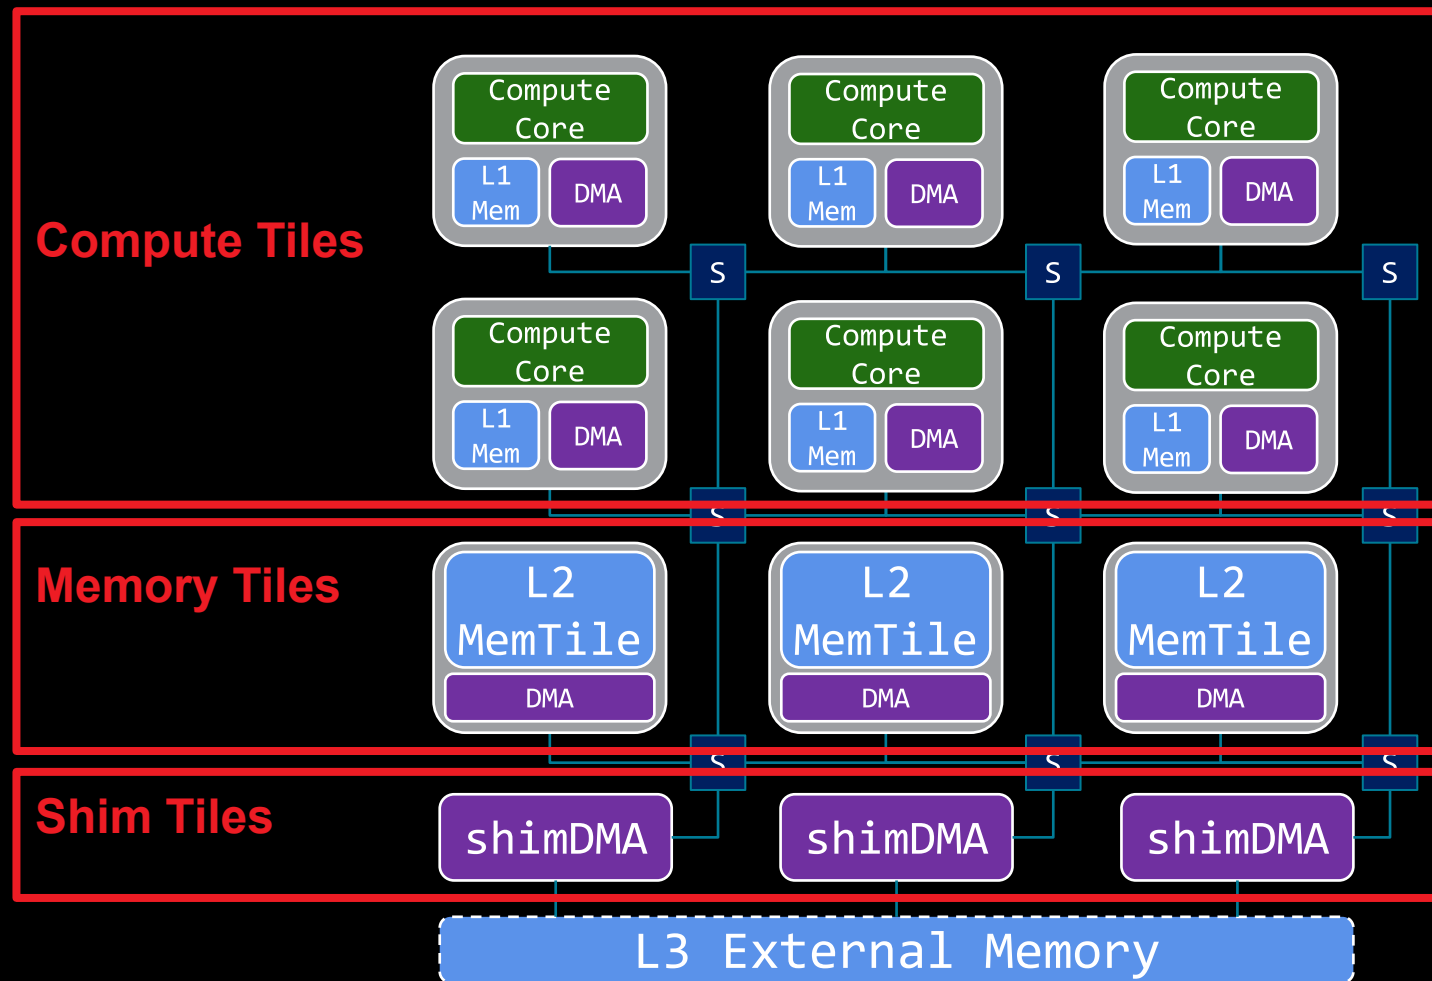 Compute Compute Compute
Core Core Core
L1 DMA L1 DMA L1 DMA
Mem Mem Mem
Compute Tiles
S S S
Compute Compute Compute
Core Core Core
L1 DMA L1 DMA L1 DMA
Mem Mem Mem
S S S
Memory Tiles
L2 L2 L2
MemTile MemTile MemTile
DMA DMA DMA
S S S
Shim Tiles
shimDMA shimDMA shimDMA
L3 External Memory